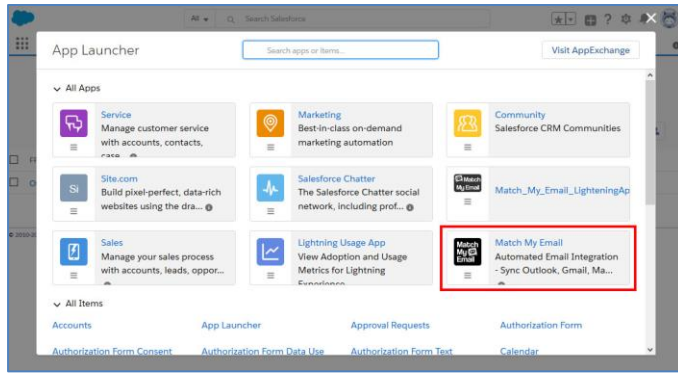 All
Search Salesforce
App Launcher
Search apps or items...
Visit AppExchange
All Apps
Service
Manage customer service
with accounts, contacts,
case...
Marketing
Best-in-class on-demand
marketing automation
Community
Salesforce CRM Communities
Si
Site.com
Build pixel-perfect, data-rich
websites using the dra...
Salesforce Chatter
The Salesforce Chatter social
network, including prof...
Match
My Email
Match_My_Email_LighteningAp
Sales
Manage your sales process
with accounts, leads, oppor...
Lightning Usage App
View Adoption and Usage
Metrics for Lightning
Experience
Match
My
Email
Match My Email
Automated Email Integration
- Sync Outlook, Gmail, Ma...
All Items
Accounts
App Launcher
Approval Requests
Authorization Form
Authorization Form Consent
Authorization Form Data Use
Authorization Form Text
Calendar